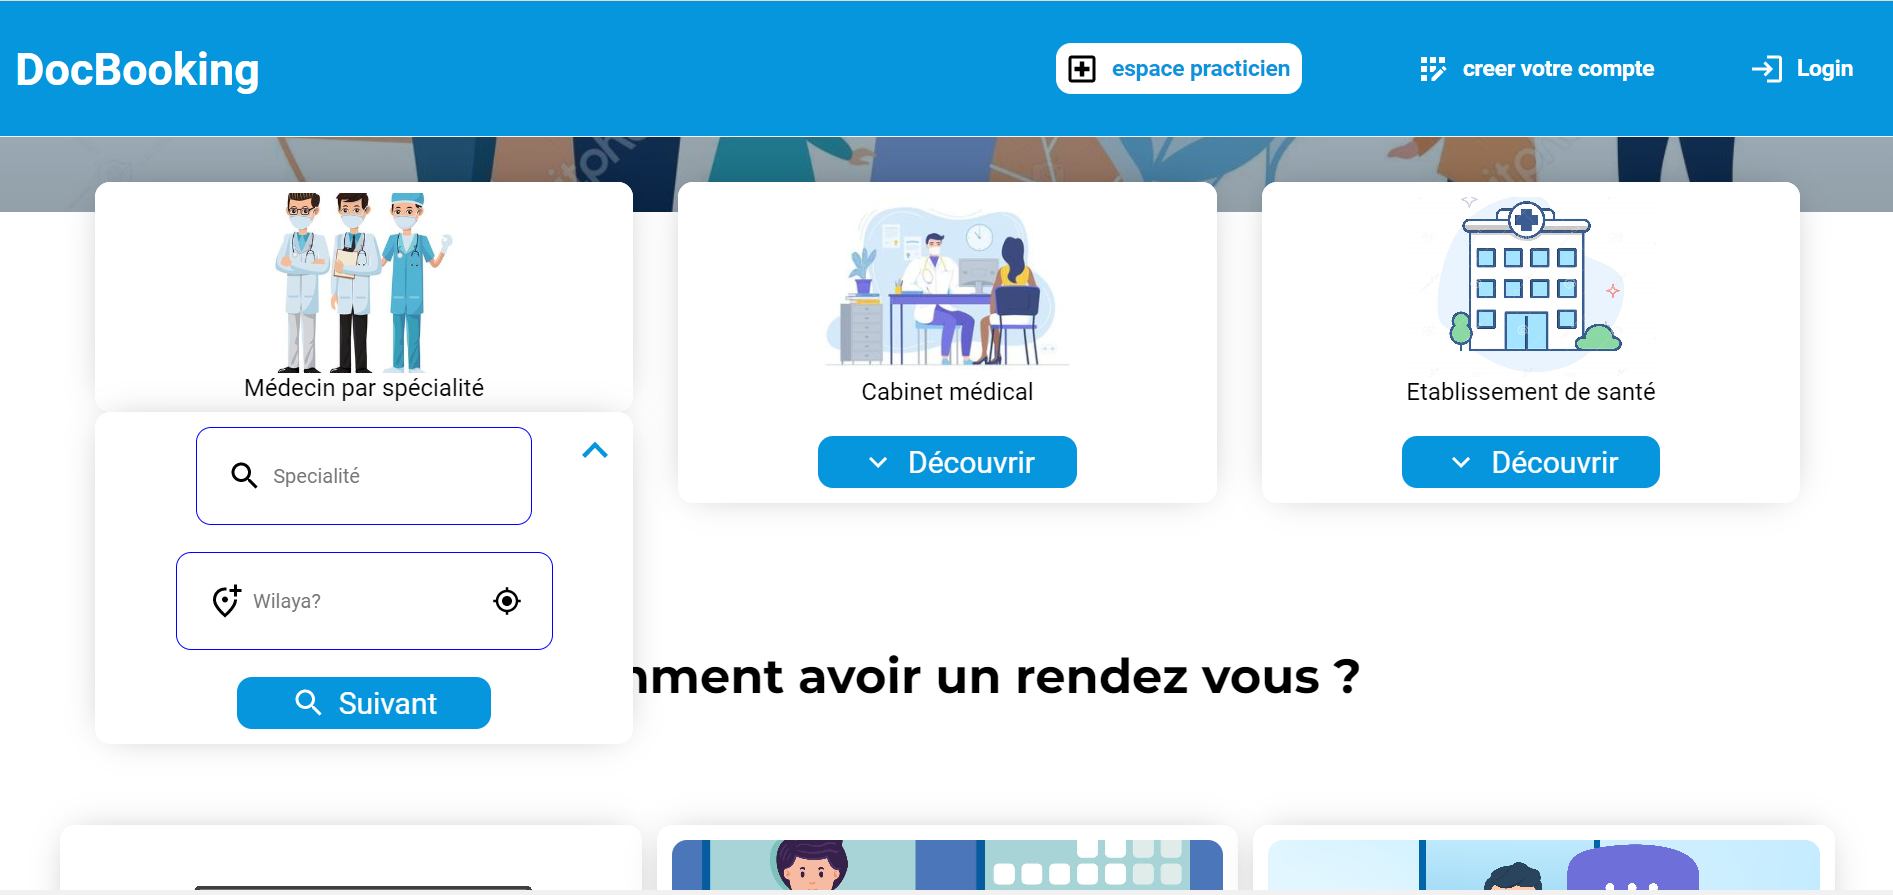 DocBooking
espace practicien
creer votre compte
Login
Médecin par spécialité
Cabinet médical
Etablissement de santé
Specialité
Découvrir
Découvrir
Wilaya?
mment avoir un rendez vous ?
Suivant